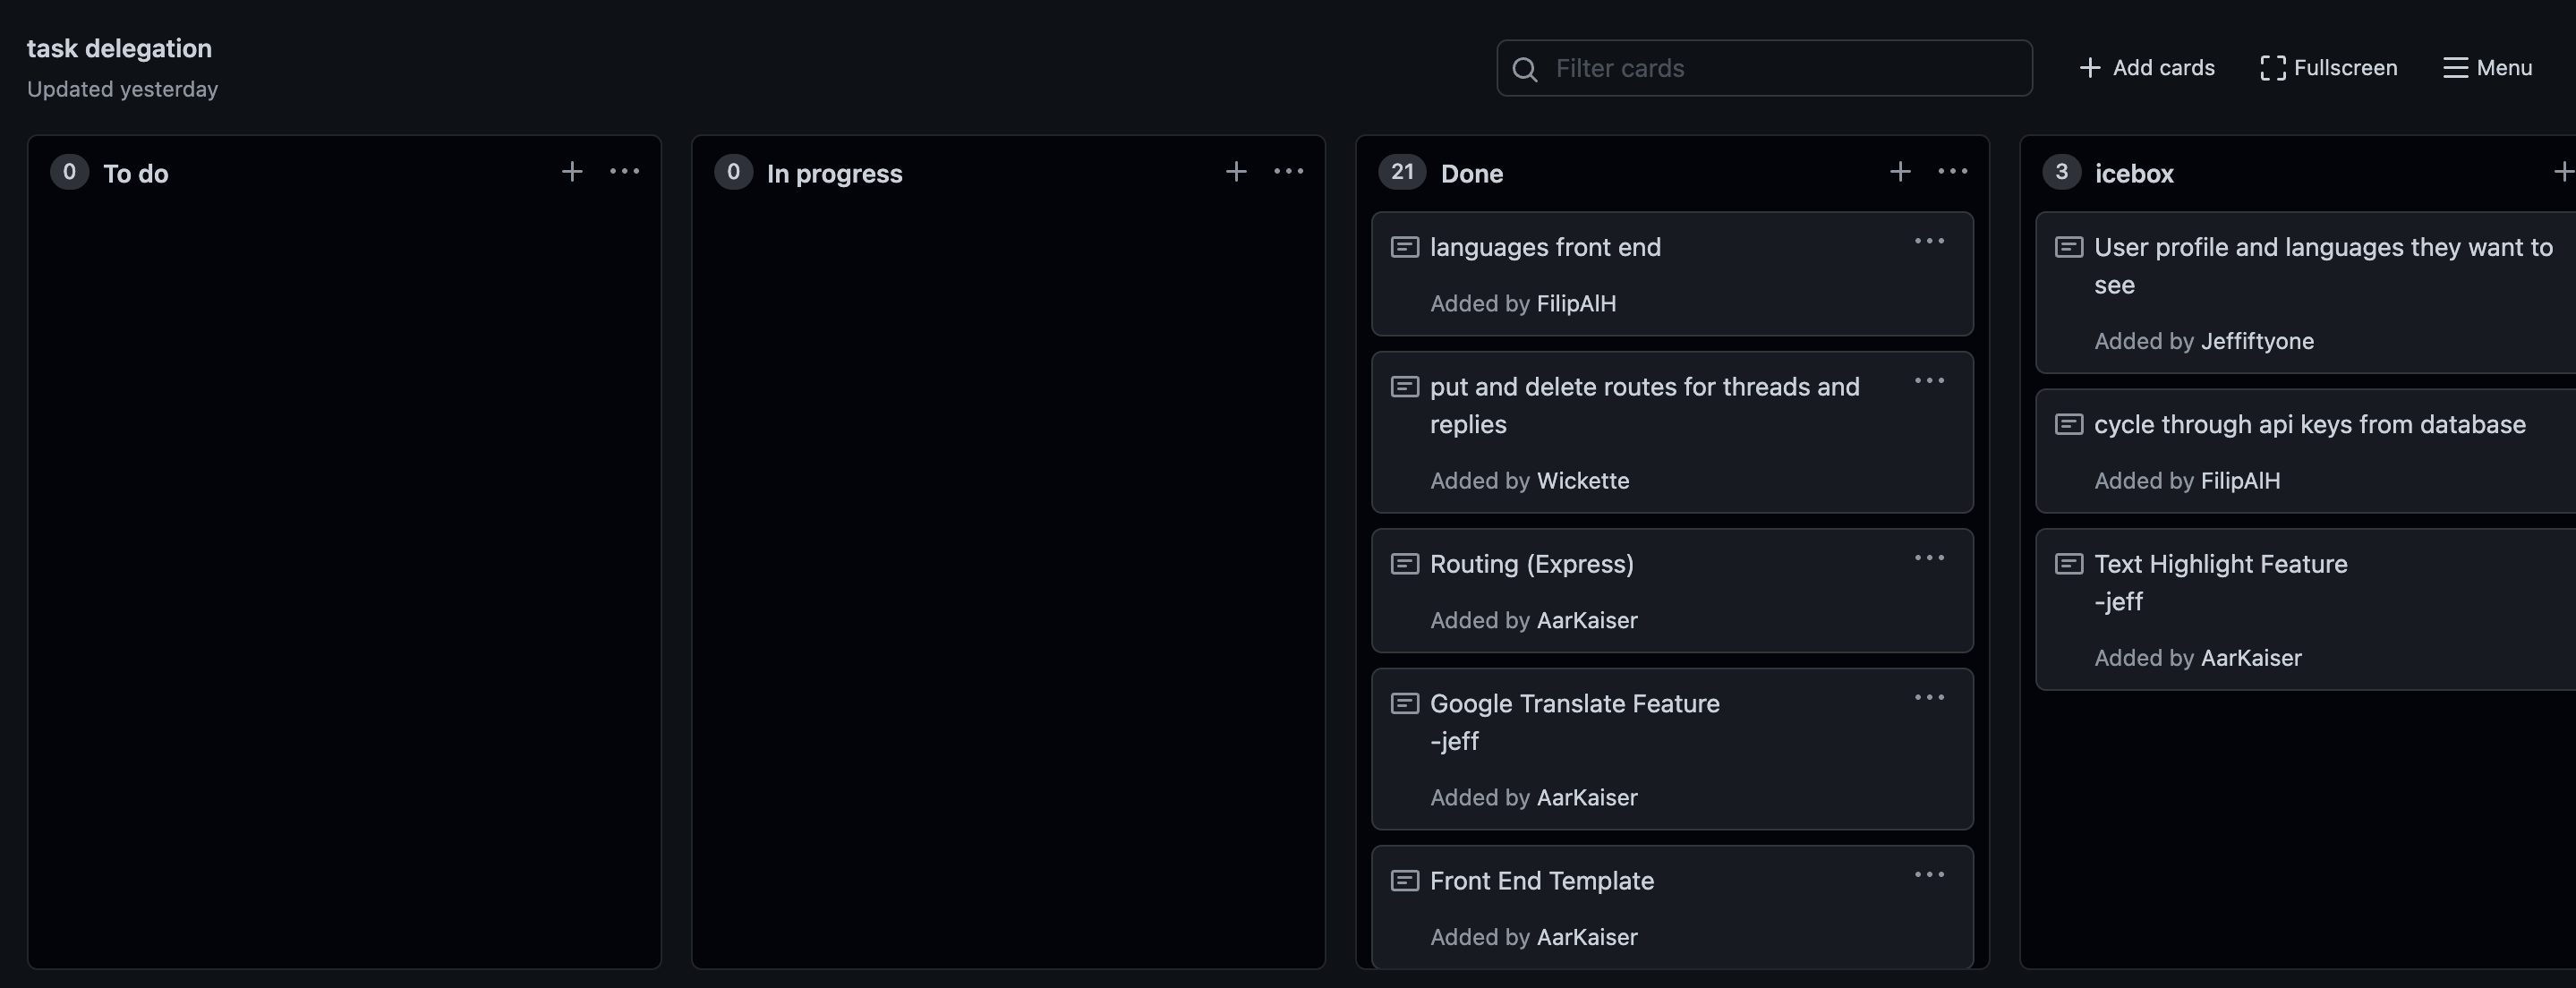 task delegation
Updated yesterday
Filter cards
Add cards
Fullscreen
Menu
0 To do
0 In progress
21 Done
languages front end
Added by FilipAlH
put and delete routes for threads and
replies
Added by Wickette
Routing (Express)
Added by AarKaiser
Google Translate Feature
-jeff
Added by AarKaiser
Front End Template
Added by AarKaiser
3 icebox
User profile and languages they want to
see
Added by Jeffiftyone
cycle through api keys from database
Added by FilipAlH
Text Highlight Feature
-jeff
Added by AarKaiser